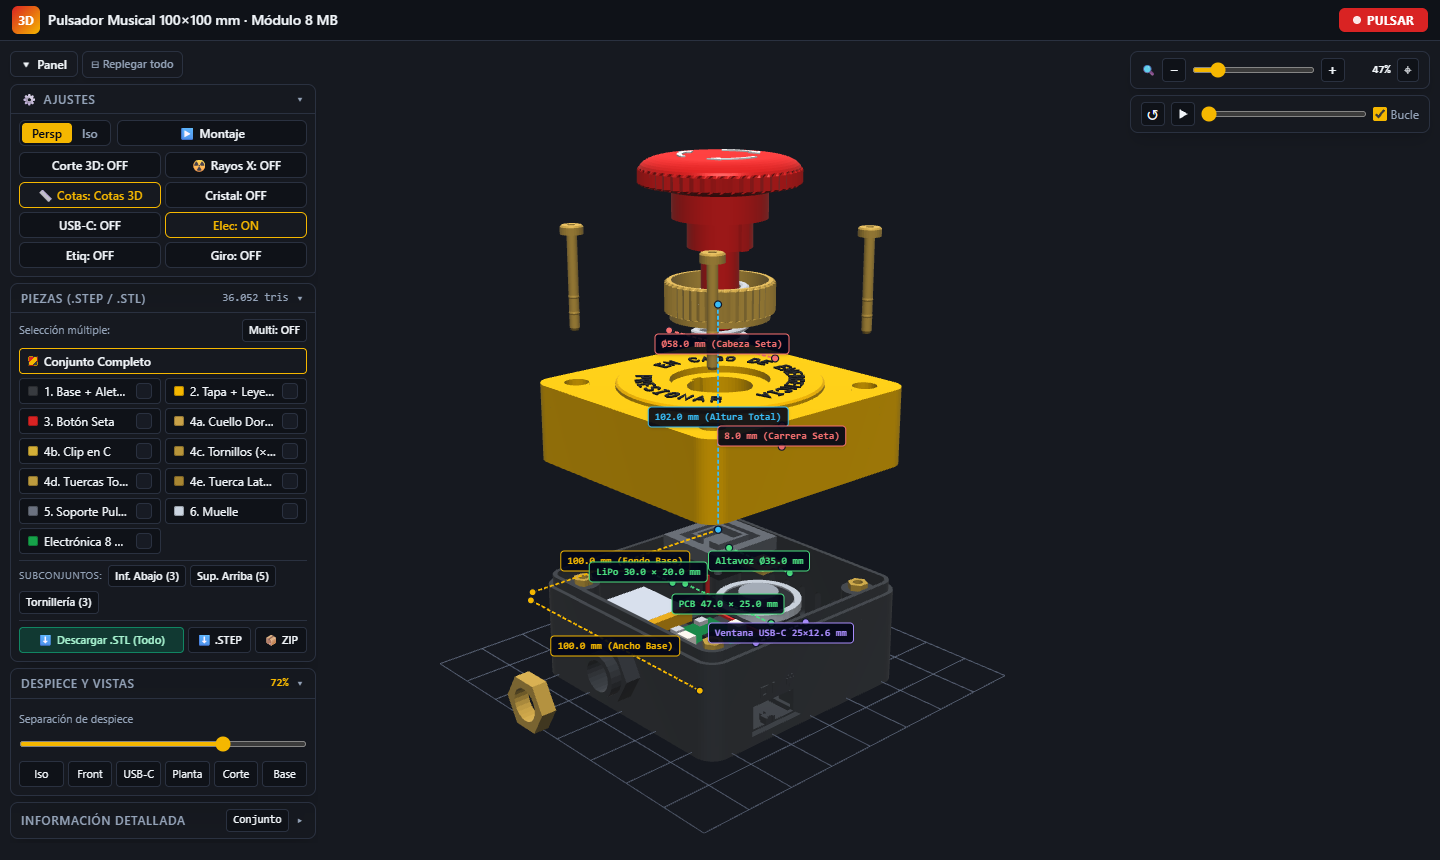 3D Pulsador Musical 100×100 mm · Módulo 8 MB
PULSAR
Panel
Replegar todo
47%
Bucle
AJUSTES
Persp Iso
Montaje
Corte 3D: OFF
Rayos X: OFF
Cotas: Cotas 3D
Cristal: OFF
USB-C: OFF
Elec: ON
Etiq: OFF
Giro: OFF
PIEZAS (.STEP / .STL) 36.052 tris
Selección múltiple: Multi: OFF
Conjunto Completo
1. Base + Alet...
2. Tapa + Leye...
3. Botón Seta
4a. Cuello Dor...
4b. Clip en C
4c. Tornillos (×...
4d. Tuercas To...
4e. Tuerca Lat...
5. Soporte Pul...
6. Muelle
Electrónica 8 ...
SUBCONJUNTOS: Inf. Abajo (3) Sup. Arriba (5)
Tornillería (3)
Descargar .STL (Todo) .STEP ZIP
DESPIECE Y VISTAS 72%
Separación de despiece
Iso Front USB-C Planta Corte Base
INFORMACIÓN DETALLADA Conjunto
Ø58.0 mm (Cabeza Seta)
102.0 mm (Altura Total)
8.0 mm (Carrera Seta)
100.0 mm (Fondo Base)
Altavoz Ø35.0 mm
LiPo 30.0 × 20.0 mm
PCB 47.0 × 25.0 mm
Ventana USB-C 25×12.6 mm
100.0 mm (Ancho Base)